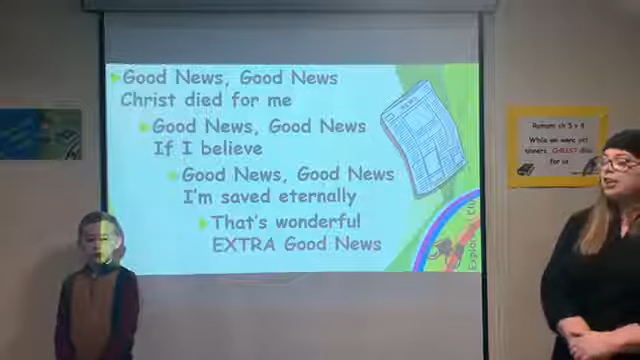 Good News, Good News
Christ died for me
Good News, Good News
If I believe
Good News, Good News
I'm saved eternally
That's wonderful
EXTRA Good News
NEWS
Romans ch 5 v 8
While we were yet
sinners, CHRIST died
for us